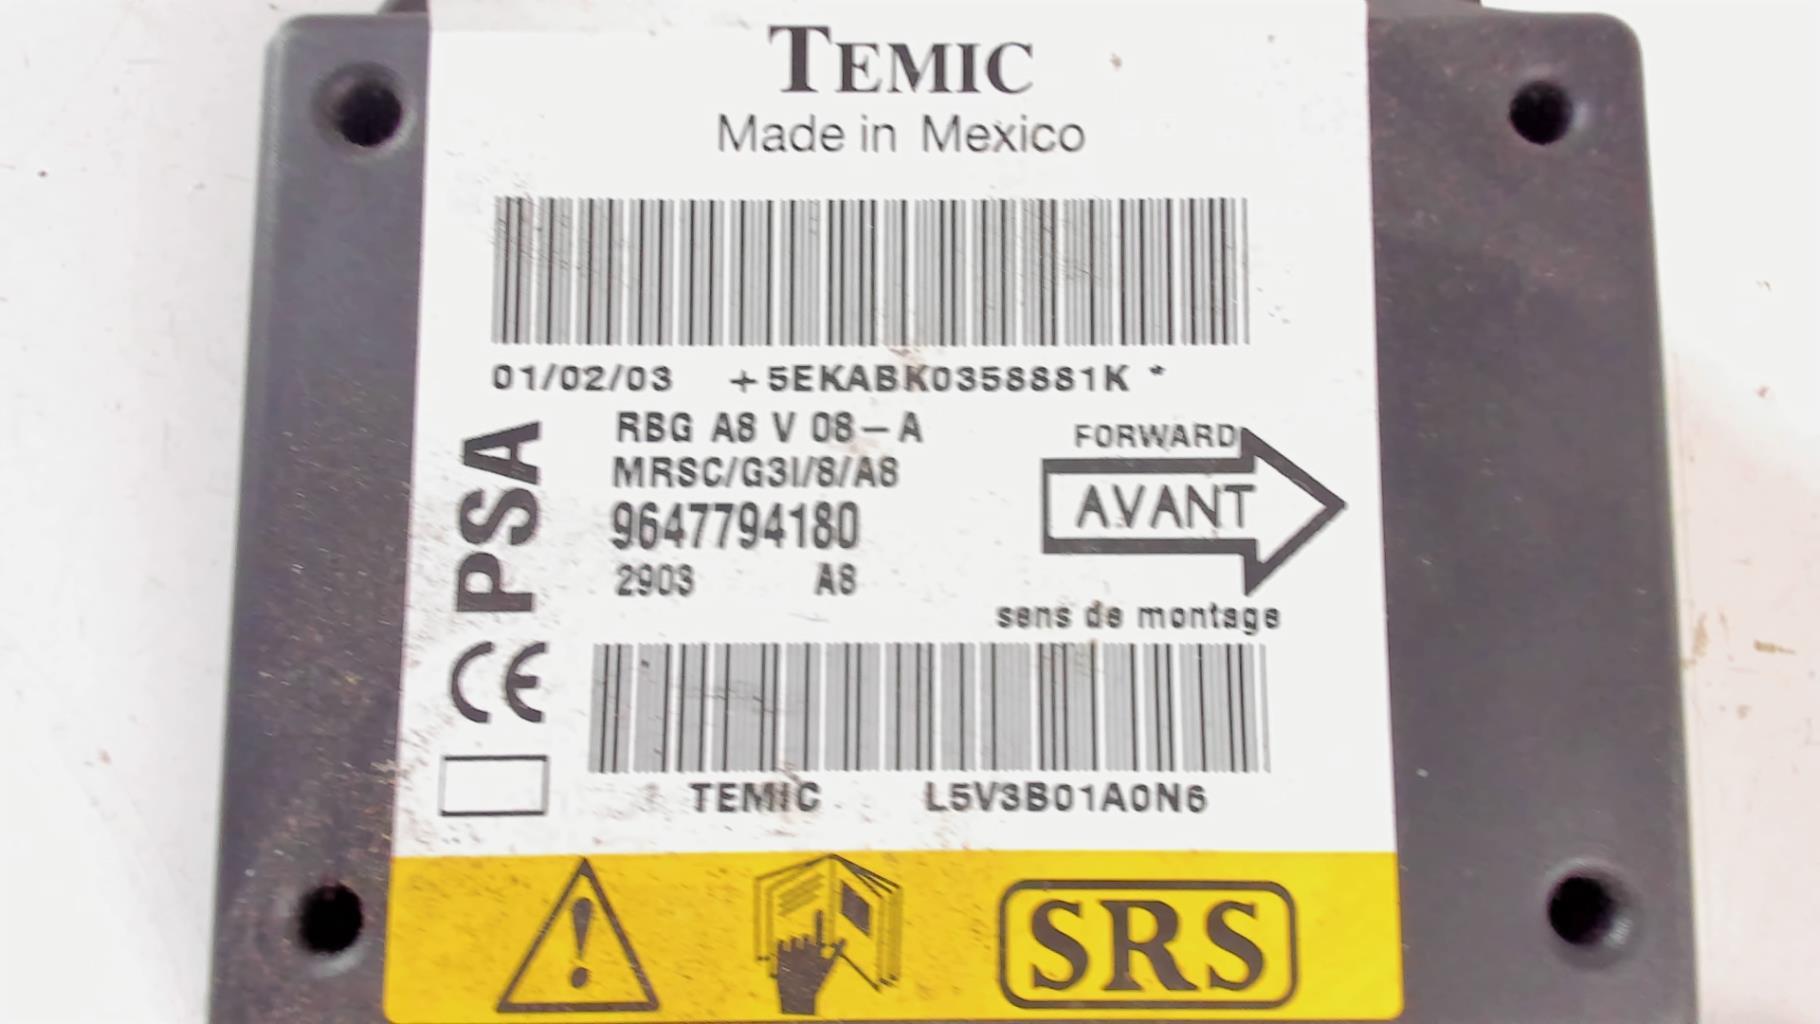 TEMIC
Made in Mexico
01/02/03 +5EKABK0358881K *
RBG A8 V 08-A
MRSC/G3I/8/A8
9647794180
2903 A8
PSA
CE
FORWARD
AVANT
sens de montage
TEMIC L5V3B01A0N6
SRS